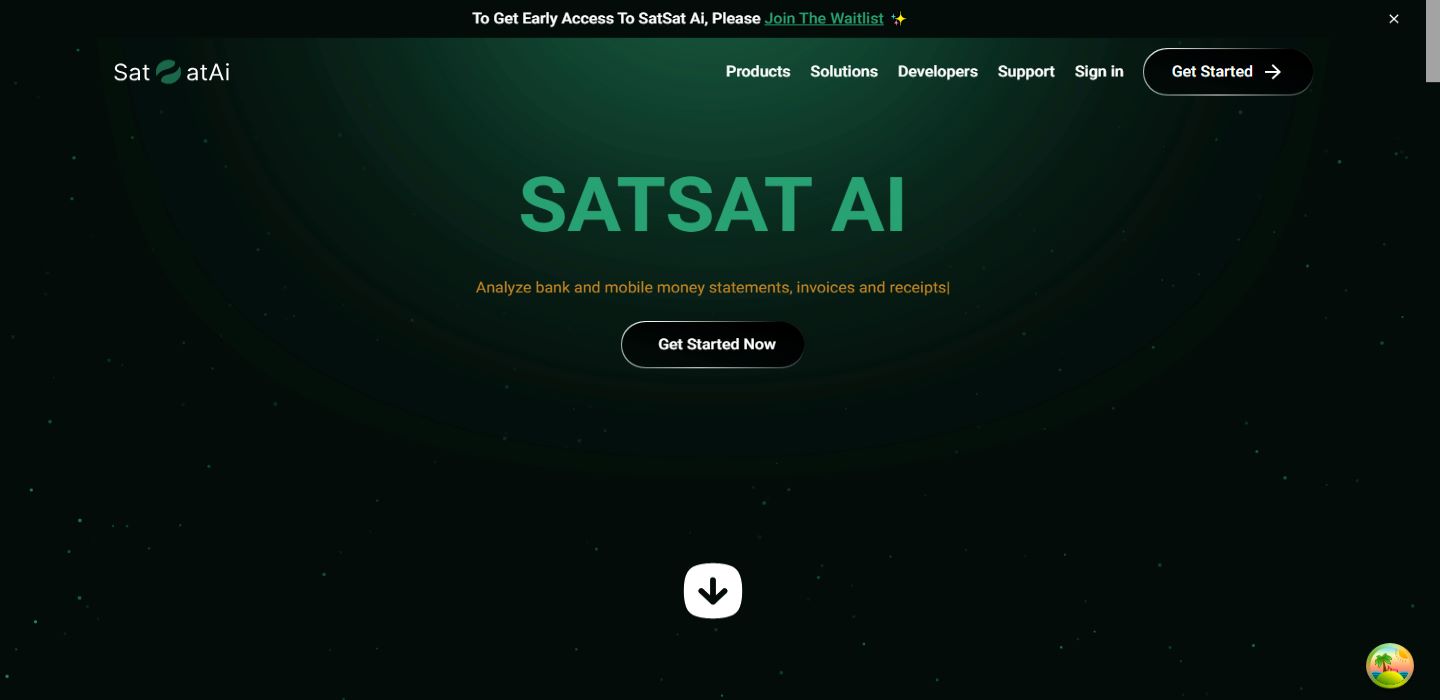 To Get Early Access To SatSat Ai, Please Join The Waitlist ✨
Sat atAi
Products Solutions Developers Support Sign in Get Started
SATSAT AI
Analyze bank and mobile money statements, invoices and receipts|
Get Started Now